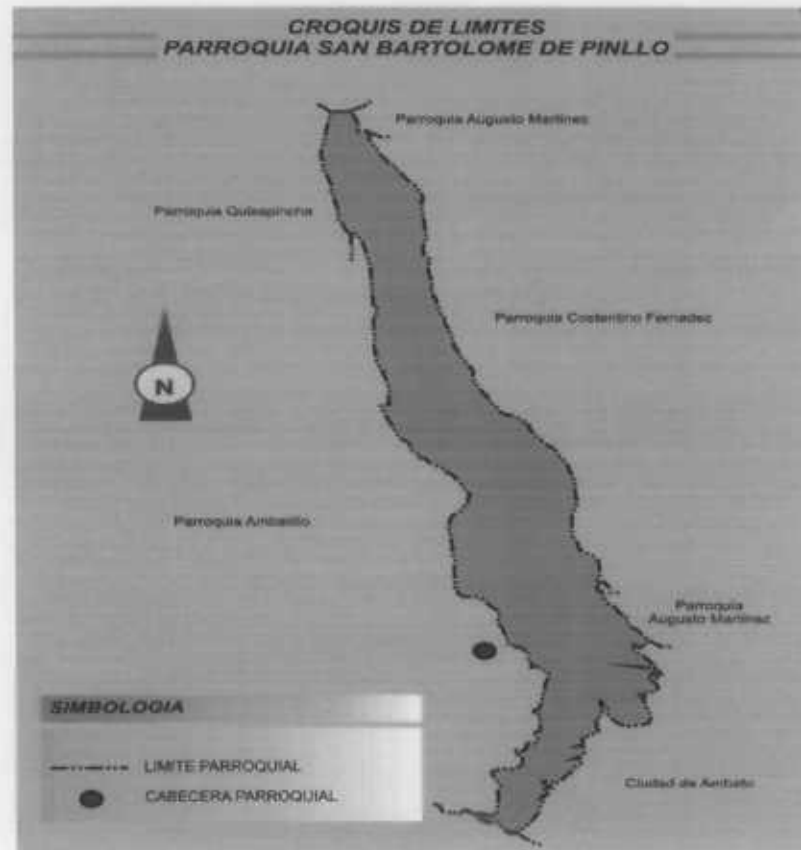 CROQUIS DE LIMITES
PARROQUIA SAN BARTOLOME DE PINLLO
Parroquia Augusto Martinez
Parroquia Quisapincha
Parroquia Costantino Fernadez
N
Parroquia Ambatillo
Parroquia
Augusto Martinez
SIMBOLOGIA
LIMITE PARROQUIAL
CABECERA PARROQUIAL
Ciudad de Ambato